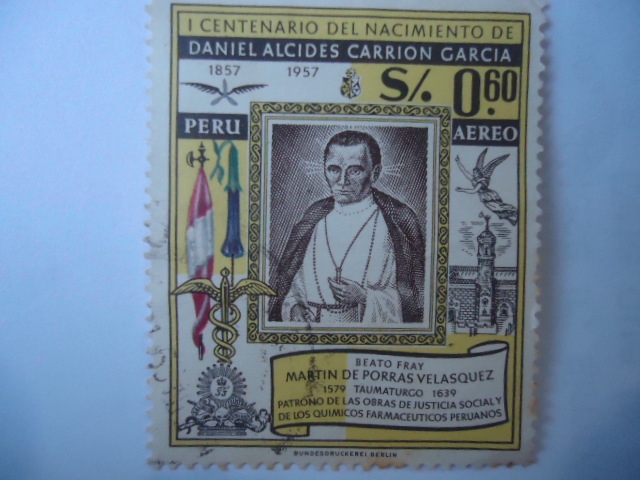 I CENTENARIO DEL NACIMIENTO DE
DANIEL ALCIDES CARRION GARCIA
1857 1957
S/. 0.60
PERU
AEREO
BEATO FRAY
MARTIN DE PORRAS VELASQUEZ
1579 TAUMATURGO 1639
PATRONO DE LAS OBRAS DE JUSTICIA SOCIAL Y
DE LOS QUIMICOS FARMACEUTICOS PERUANOS
BUNDESDRUCKEREI BERLIN